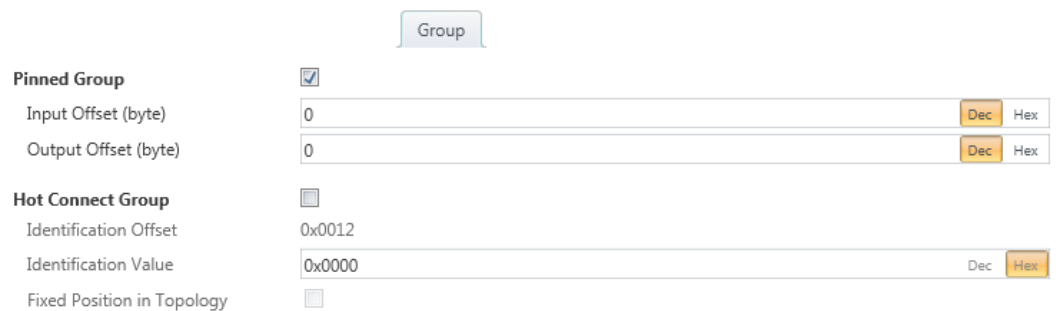 Group
Pinned Group
Input Offset (byte) 0 Dec Hex
Output Offset (byte) 0 Dec Hex
Hot Connect Group
Identification Offset 0x0012
Identification Value 0x0000 Dec Hex
Fixed Position in Topology